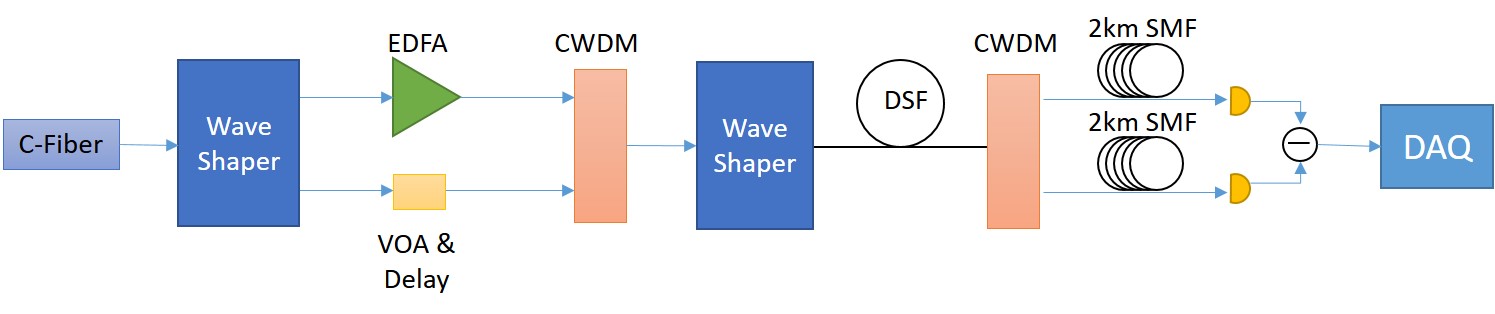 C-Fiber
Wave
Shaper
EDFA
VOA &
Delay
CWDM
Wave
Shaper
DSF
CWDM
2km SMF
2km SMF
DAQ